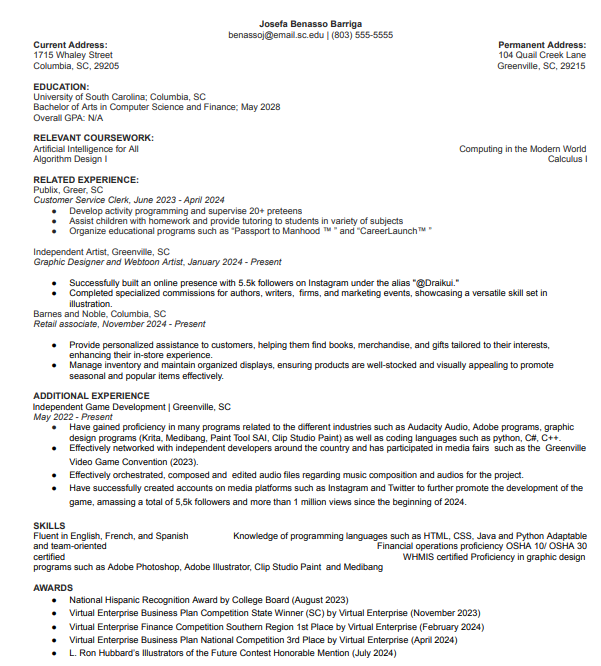 Josefa Benasso Barriga
benassoj@email.sc.edu | (803) 555-5555
Current Address: Permanent Address:
1715 Whaley Street 104 Quail Creek Lane
Columbia, SC, 29205 Greenville, SC, 29215
EDUCATION:
University of South Carolina; Columbia, SC
Bachelor of Arts in Computer Science and Finance; May 2028
Overall GPA: N/A
RELEVANT COURSEWORK:
Artificial Intelligence for All Computing in the Modern World
Algorithm Design I Calculus I
RELATED EXPERIENCE:
Publix, Greer, SC
Customer Service Clerk, June 2023 - April 2024
● Develop activity programming and supervise 20+ preteens
● Assist children with homework and provide tutoring to students in variety of subjects
● Organize educational programs such as “Passport to Manhood ™ ” and “CareerLaunch™ ”
Independent Artist, Greenville, SC
Graphic Designer and Webtoon Artist, January 2024 - Present
● Successfully built an online presence with 5.5k followers on Instagram under the alias "@Draikui."
● Completed specialized commissions for authors, writers, firms, and marketing events, showcasing a versatile skill set in
illustration.
Barnes and Noble, Columbia, SC
Retail associate, November 2024 - Present
● Provide personalized assistance to customers, helping them find books, merchandise, and gifts tailored to their interests,
enhancing their in-store experience.
● Manage inventory and maintain organized displays, ensuring products are well-stocked and visually appealing to promote
seasonal and popular items effectively.
ADDITIONAL EXPERIENCE
Independent Game Development | Greenville, SC
May 2022 - Present
● Have gained proficiency in many programs related to the different industries such as Audacity Audio, Adobe programs, graphic
design programs (Krita, Medibang, Paint Tool SAI, Clip Studio Paint) as well as coding languages such as python, C#, C++.
● Effectively networked with independent developers around the country and has participated in media fairs such as the Greenville
Video Game Convention (2023).
● Effectively orchestrated, composed and edited audio files regarding music composition and audios for the project.
● Have successfully created accounts on media platforms such as Instagram and Twitter to further promote the development of the
game, amassing a total of 5,5k followers and more than 1 million views since the beginning of 2024.
SKILLS
Fluent in English, French, and Spanish Knowledge of programming languages such as HTML, CSS, Java and Python Adaptable
and team-oriented Financial operations proficiency OSHA 10/ OSHA 30
certified WHMIS certified Proficiency in graphic design
programs such as Adobe Photoshop, Adobe Illustrator, Clip Studio Paint and Medibang
AWARDS
● National Hispanic Recognition Award by College Board (August 2023)
● Virtual Enterprise Business Plan Competition State Winner (SC) by Virtual Enterprise (November 2023)
● Virtual Enterprise Finance Competition Southern Region 1st Place by Virtual Enterprise (February 2024)
● Virtual Enterprise Business Plan National Competition 3rd Place by Virtual Enterprise (April 2024)
● L. Ron Hubbard’s Illustrators of the Future Contest Honorable Mention (July 2024)